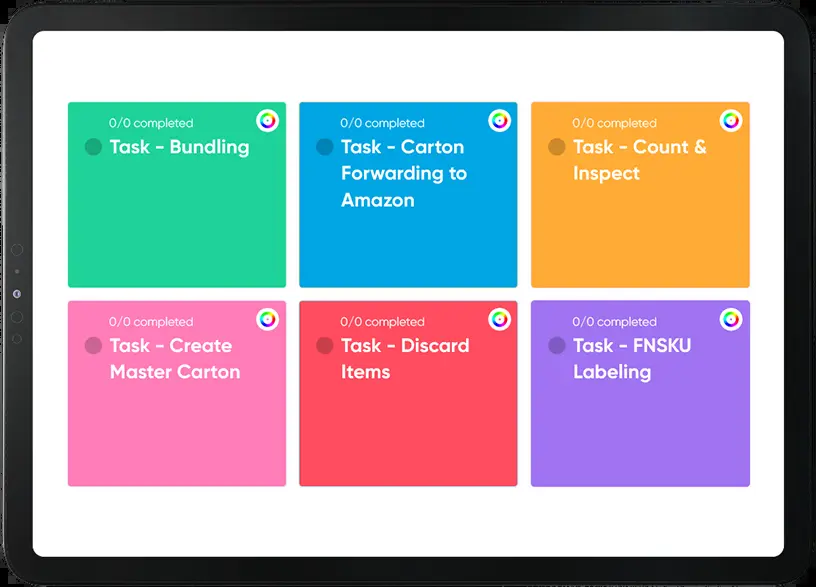 0/0 completed
Task - Bundling
0/0 completed
Task - Carton
Forwarding to
Amazon
0/0 completed
Task - Count &
Inspect
0/0 completed
Task - Create
Master Carton
0/0 completed
Task - Discard
Items
0/0 completed
Task - FNSKU
Labeling